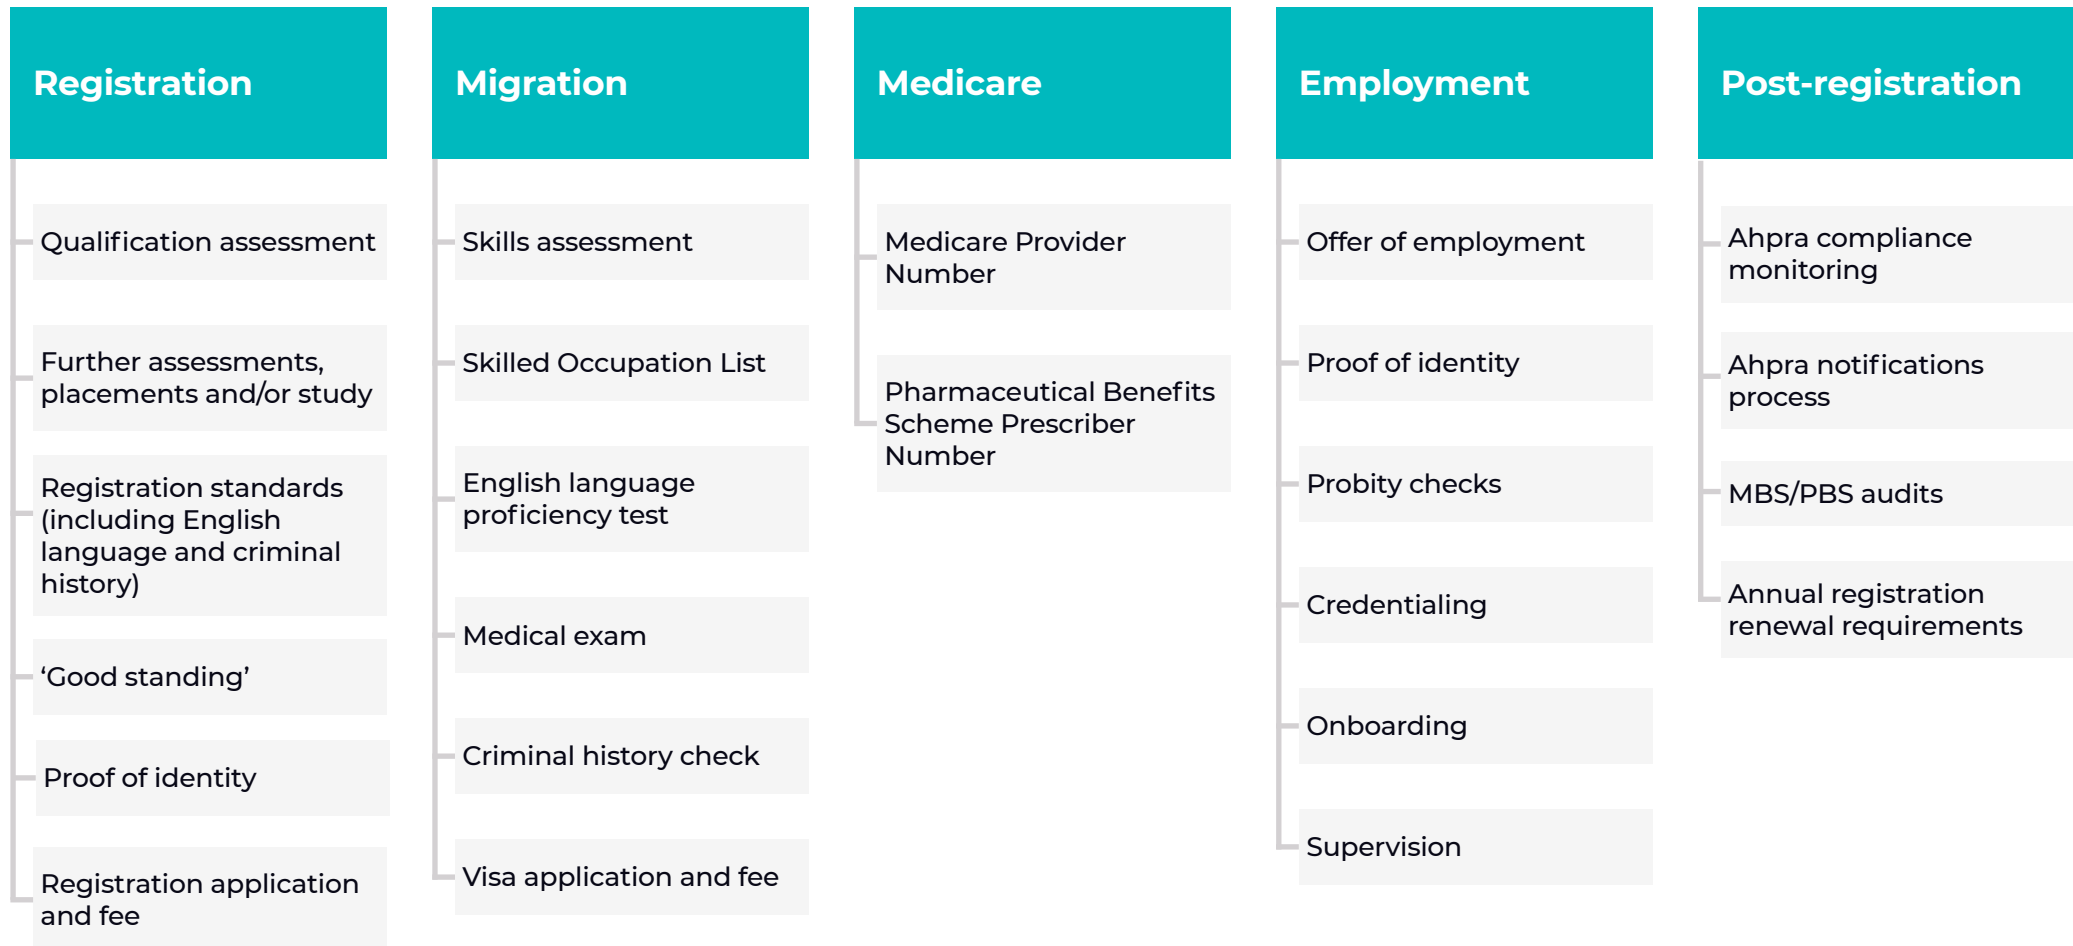 Registration
Qualification assessment
Further assessments,
placements and/or study
Registration standards
(including English
language and criminal
history)
‘Good standing’
Proof of identity
Registration application
and fee
Migration
Skills assessment
Skilled Occupation List
English language
proficiency test
Medical exam
Criminal history check
Visa application and fee
Medicare
Medicare Provider
Number
Pharmaceutical Benefits
Scheme Prescriber
Number
Employment
Offer of employment
Proof of identity
Probity checks
Credentialing
Onboarding
Supervision
Post-registration
Ahpra compliance
monitoring
Ahpra notifications
process
MBS/PBS audits
Annual registration
renewal requirements